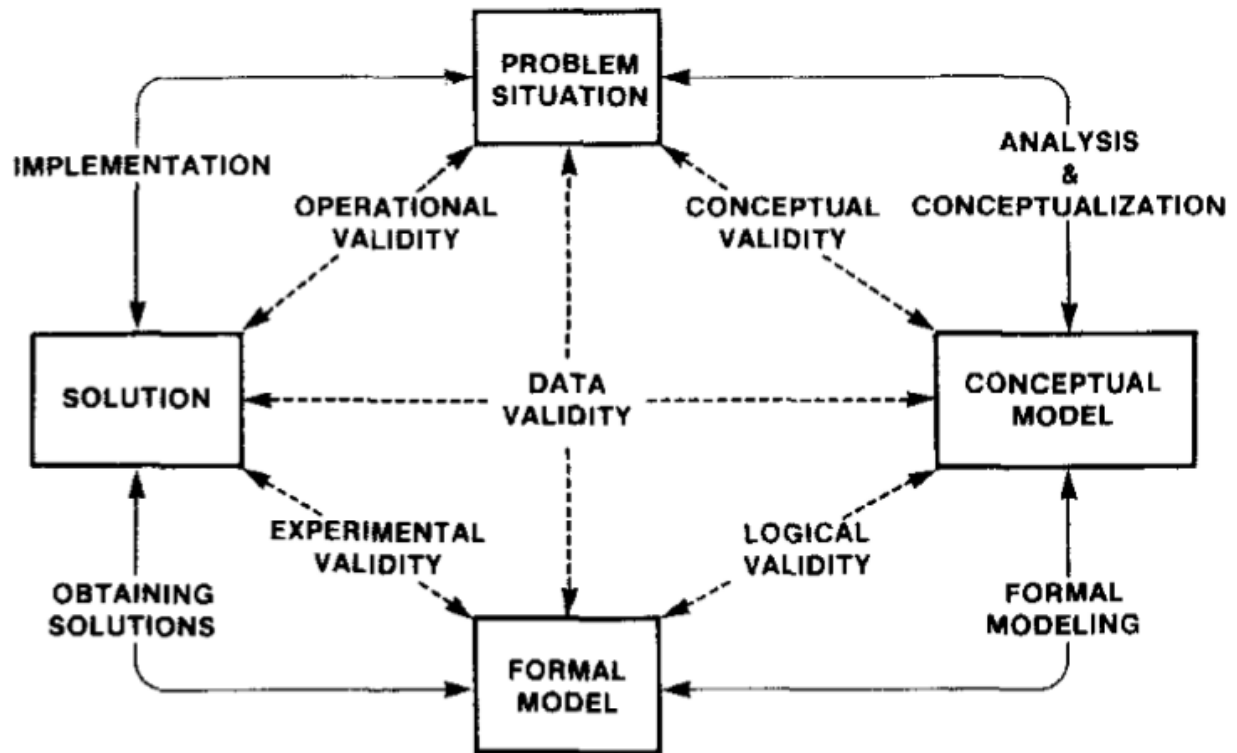 PROBLEM
SITUATION
IMPLEMENTATION
ANALYSIS
&
CONCEPTUALIZATION
OPERATIONAL
VALIDITY
CONCEPTUAL
VALIDITY
SOLUTION
DATA
VALIDITY
CONCEPTUAL
MODEL
EXPERIMENTAL
VALIDITY
LOGICAL
VALIDITY
OBTAINING
SOLUTIONS
FORMAL
MODELING
FORMAL
MODEL